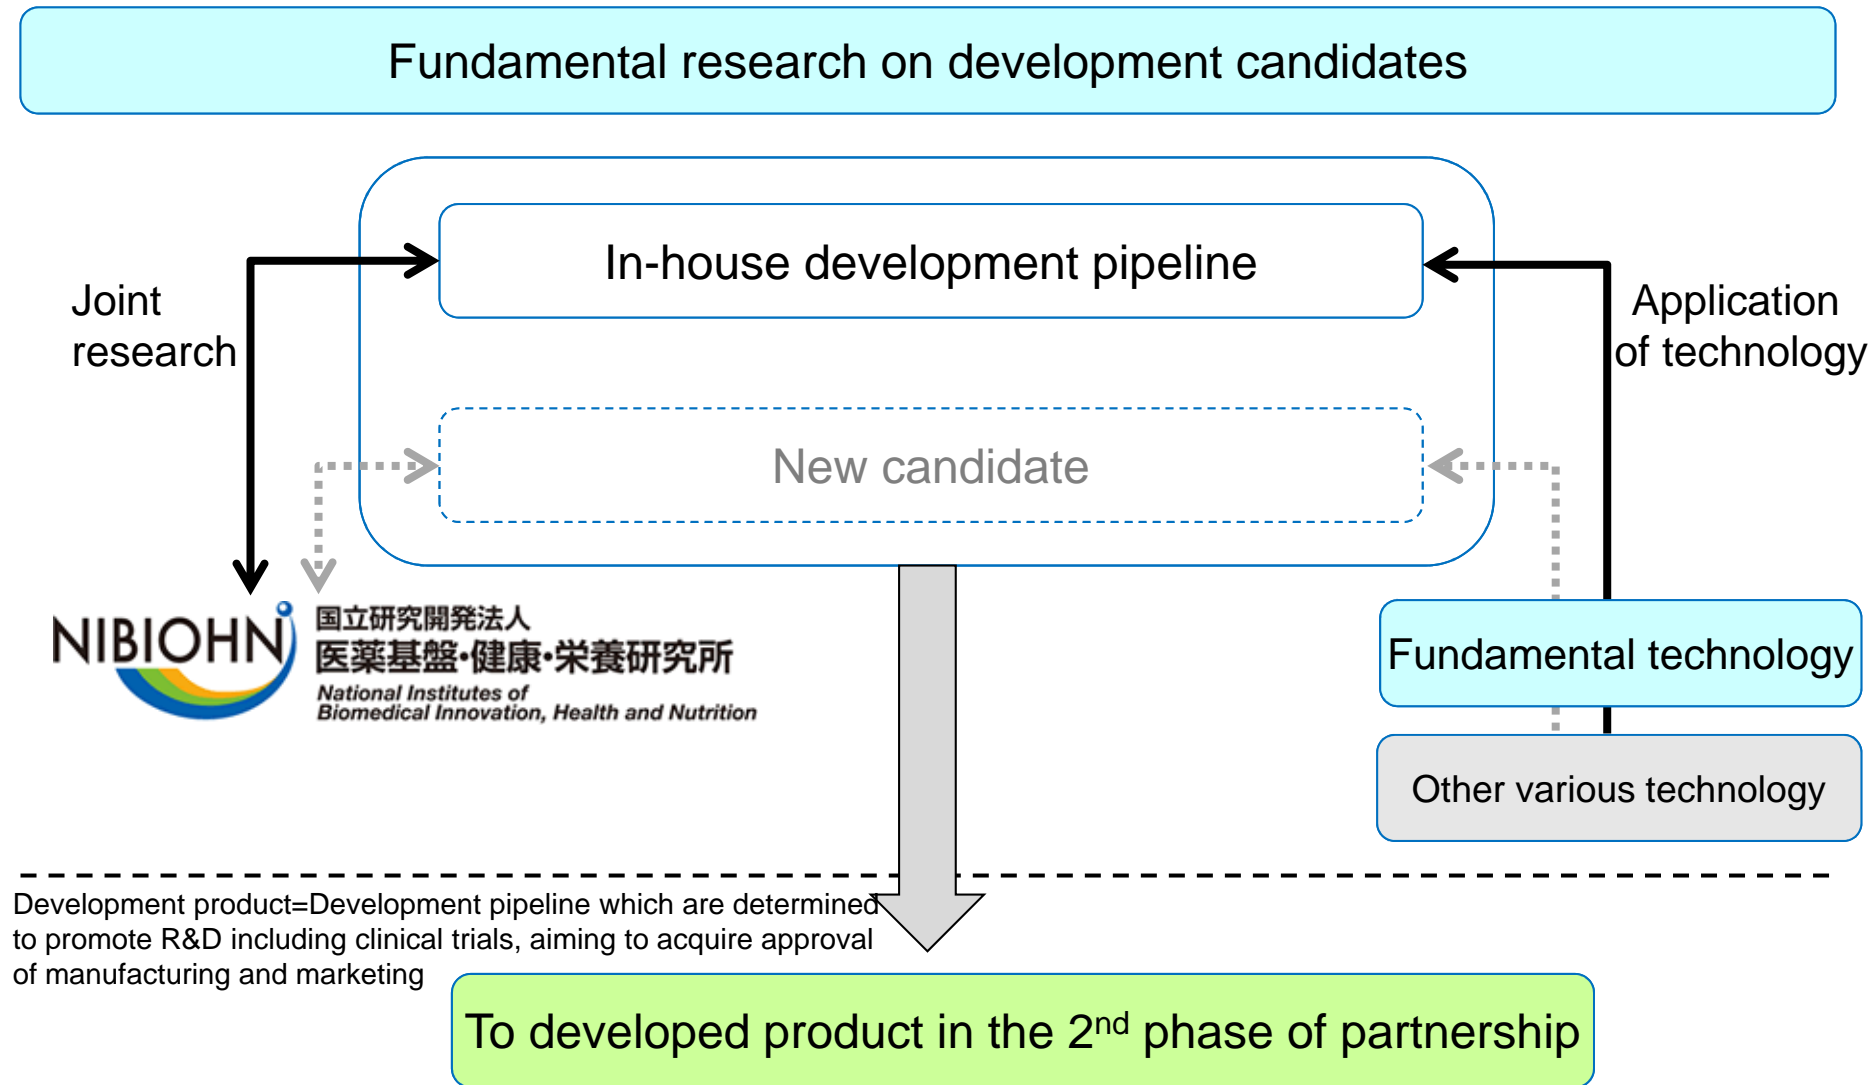 Fundamental research on development candidates
In-house development pipeline
Joint
research
Application
of technology
New candidate
NIBIOHN
国立研究開発法人
医薬基盤・健康・栄養研究所
National Institutes of
Biomedical Innovation, Health and Nutrition
Fundamental technology
Other various technology
Development product=Development pipeline which are determined
to promote R&D including clinical trials, aiming to acquire approval
of manufacturing and marketing
To developed product in the 2nd phase of partnership